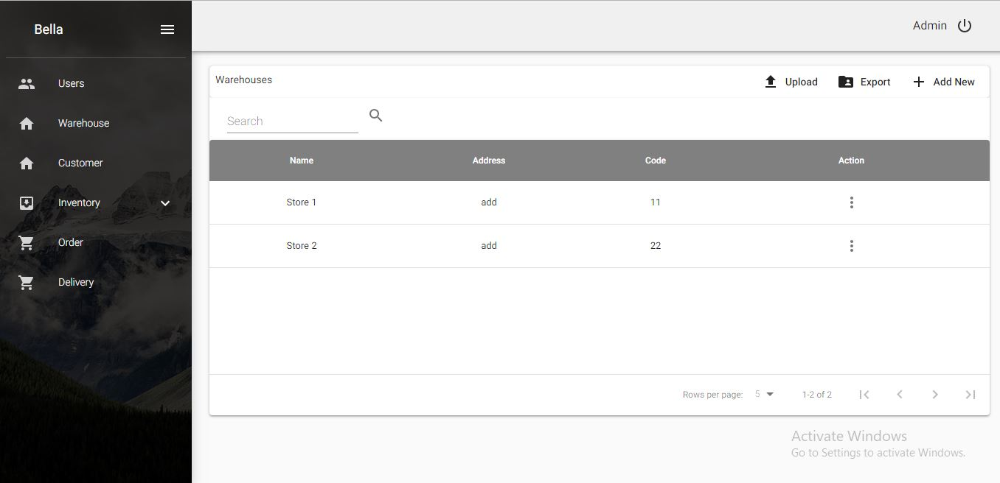 Bella
Admin
Users
Warehouse
Customer
Inventory
Order
Delivery
Warehouses
Upload Export Add New
Search
Name Address Code Action
Store 1 add 11
Store 2 add 22
Rows per page: 5 1-2 of 2
Activate Windows
Go to Settings to activate Windows.